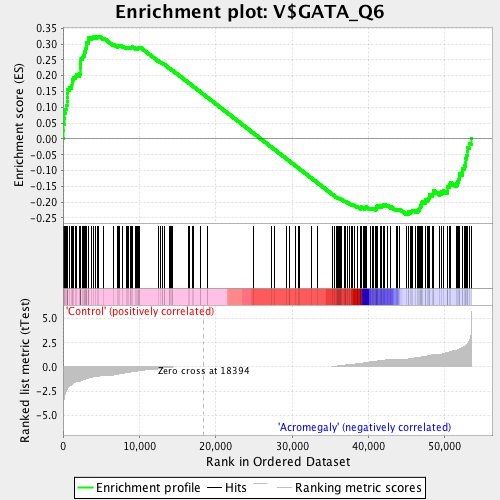 Enrichment plot: V$GATA_Q6
Enrichment score (ES)
0.35
0.30
0.25
0.20
0.15
0.10
0.05
0.00
-0.05
-0.10
-0.15
-0.20
-0.25
'Control' (positively correlated)
Ranked list metric (tTest)
5.0
2.5
0.0
-2.5
-5.0
Zero cross at 18394
'Acromegaly' (negatively correlated)
0
10,000
20,000
30,000
40,000
50,000
Rank in Ordered Dataset
Enrichment profile
Hits
Ranking metric scores